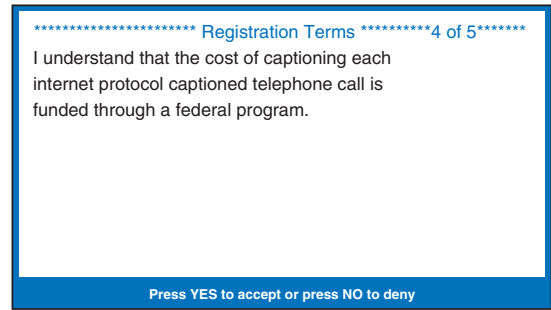 *********************** Registration Terms **********4 of 5*******
I understand that the cost of captioning each
internet protocol captioned telephone call is
funded through a federal program.
Press YES to accept or press NO to deny